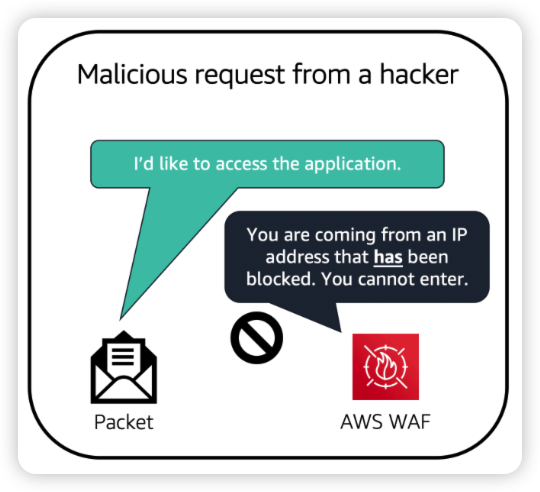 Malicious request from a hacker
I'd like to access the application.
You are coming from an IP
address that has been
blocked. You cannot enter.
Packet
AWS WAF